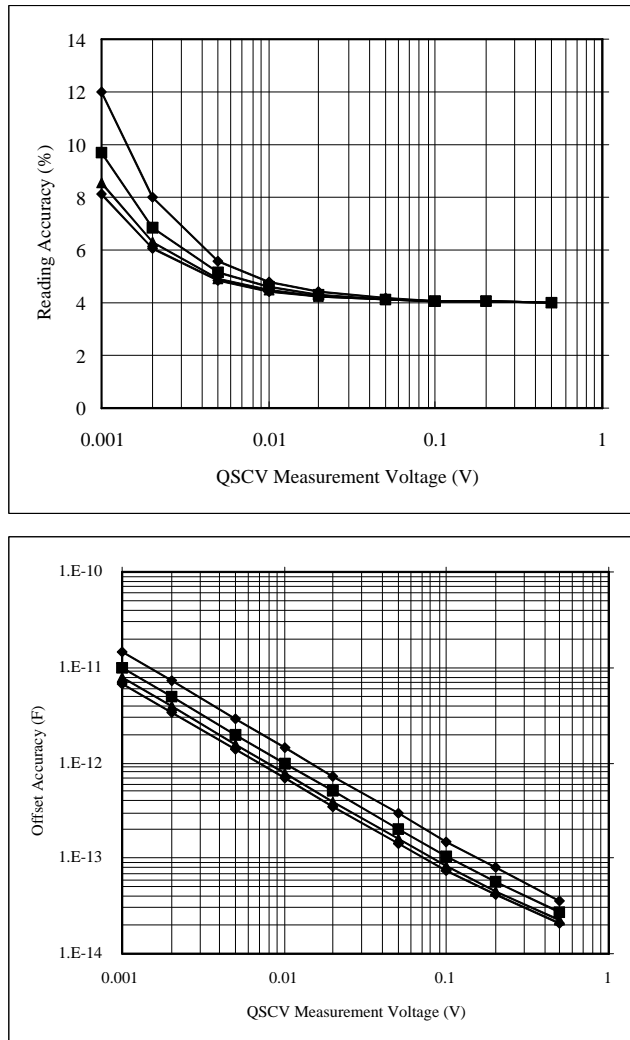 14
12
10
8
6
4
2
0
Reading Accuracy (%)
0.001 0.01 0.1 1
QSCV Measurement Voltage (V)
1.E-10
1.E-11
1.E-12
1.E-13
1.E-14
Offset Accuracy (F)
0.001 0.01 0.1 1
QSCV Measurement Voltage (V)